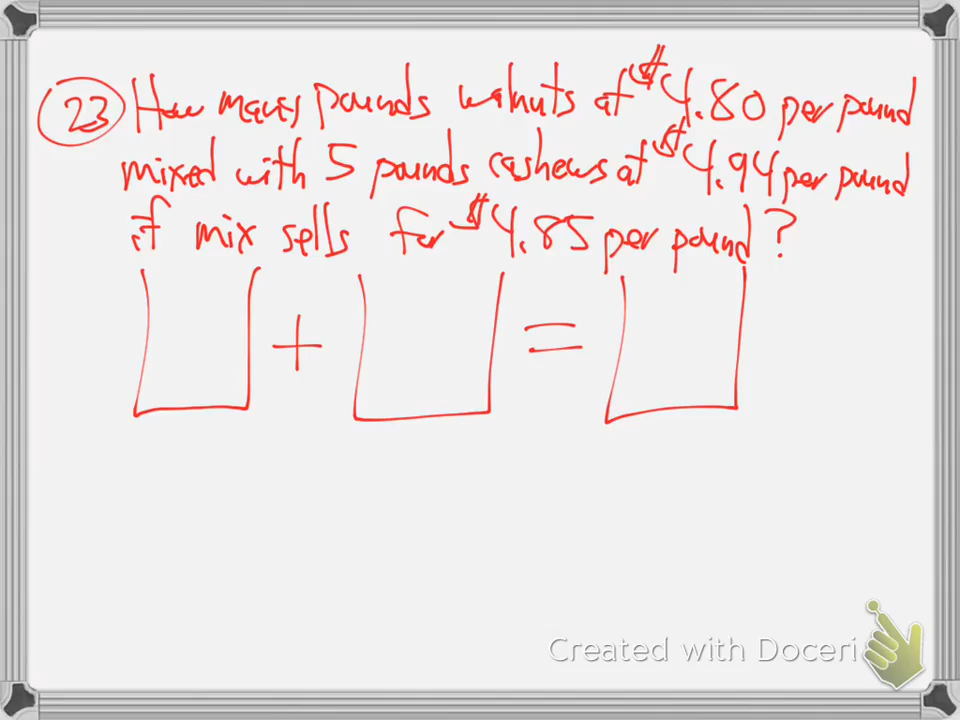 23 How many pounds walnuts at $4.80 per pound
mixed with 5 pounds cashews at $4.94 per pound
if mix sells for $4.85 per pound?
+ =
Created with Doceri